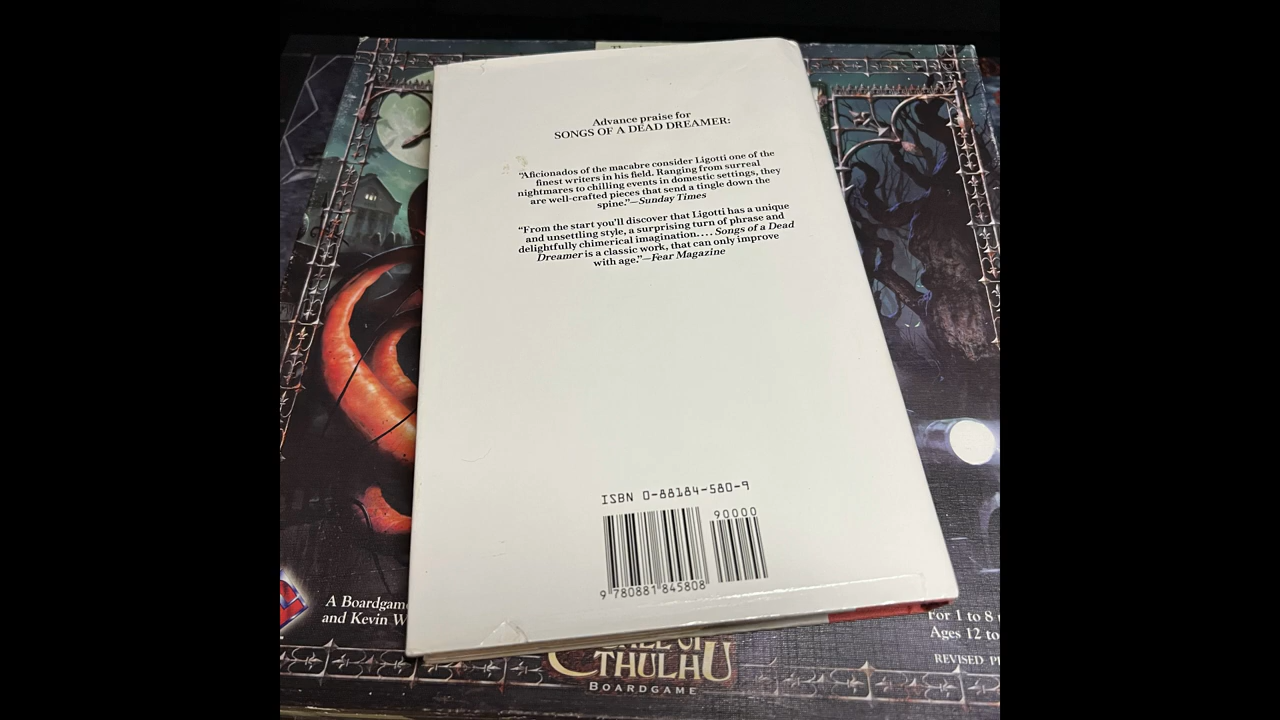 Advance praise for
SONGS OF A DEAD DREAMER:
"Aficionados of the macabre consider Ligotti one of the
finest writers in his field. Ranging from surreal
nightmares to chilling events in domestic settings, they
are well-crafted pieces that send a tingle down the
spine."—Sunday Times
"From the start you'll discover that Ligotti has a unique
and unsettling style, a surprising turn of phrase and
delightfully chimerical imagination. . . . Songs of a Dead
Dreamer is a classic work, that can only improve
with age."—Fear Magazine
ISBN 0-88184-580-9
90000
9 780881 845808
A Boardgame
and Kevin W
For 1 to 8
Ages 12 to
REVISED
OF
CTHULHU
BOARDGAME